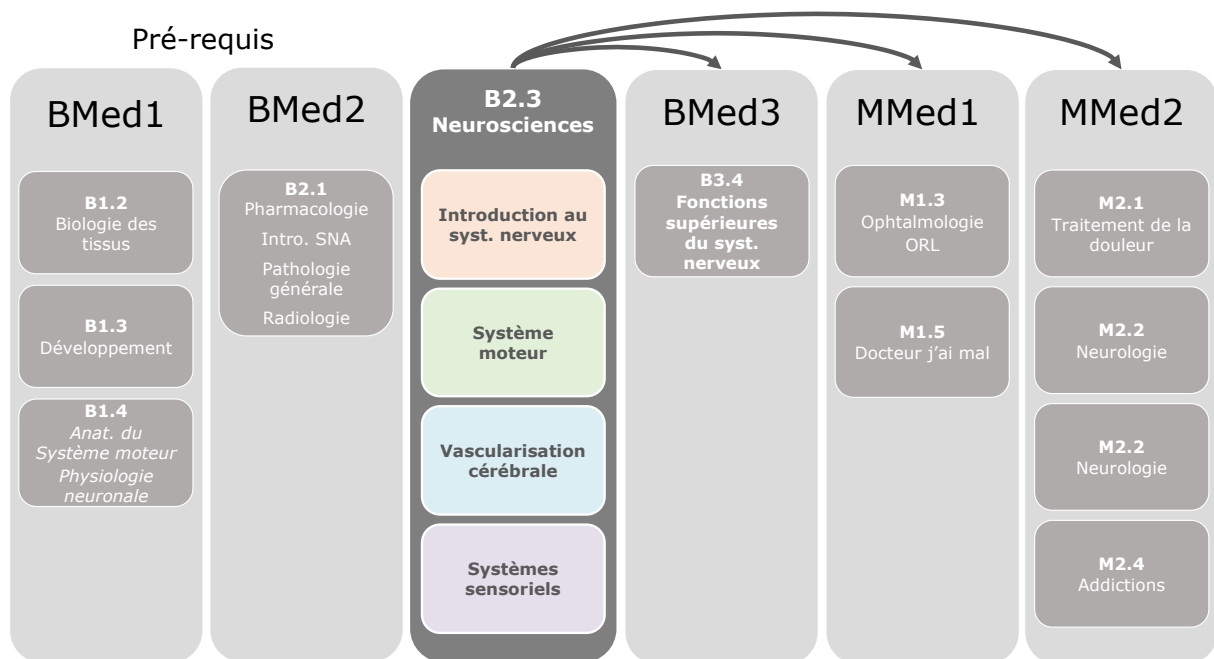 Pré-requis
BMed1
B1.2
Biologie des
tissus
B1.3
Développement
B1.4
Anat. du
Système moteur
Physiologie
neuronale
BMed2
B2.1
Pharmacologie
Intro. SNA
Pathologie
générale
Radiologie
B2.3
Neurosciences
Introduction au
syst. nerveux
Système
moteur
Vascularisation
cérébrale
Systèmes
sensoriels
BMed3
B3.4
Fonctions
supérieures
du syst.
nerveux
MMed1
M1.3
Ophtalmologie
ORL
M1.5
Docteur j’ai mal
MMed2
M2.1
Traitement de la
douleur
M2.2
Neurologie
M2.2
Neurologie
M2.4
Addictions